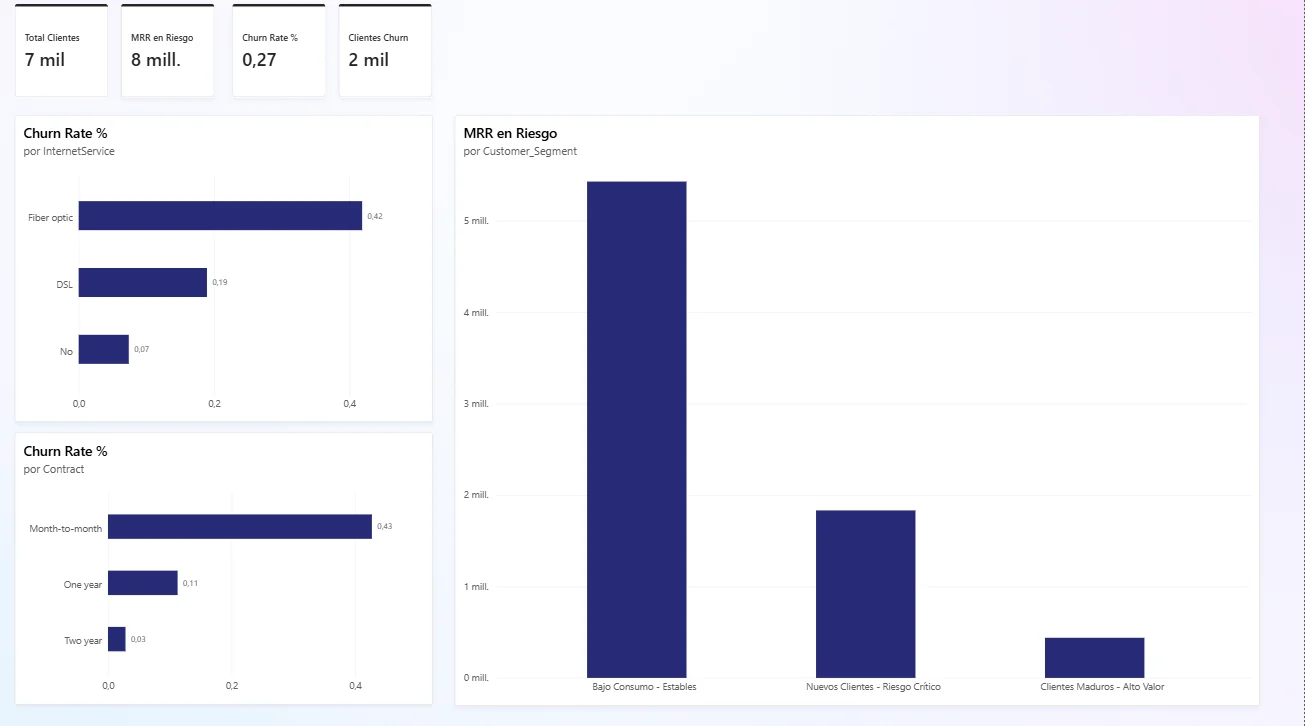 Total Clientes
7 mil
MRR en Riesgo
8 mill.
Churn Rate %
0,27
Clientes Churn
2 mil
Churn Rate %
por InternetService
Fiber optic
0,42
DSL
0,19
No
0,07
0,0
0,2
0,4
Churn Rate %
por Contract
Month-to-month
0,43
One year
0,11
Two year
0,03
0,0
0,2
0,4
MRR en Riesgo
por Customer_Segment
5 mill.
4 mill.
3 mill.
2 mill.
1 mill.
0 mill.
Bajo Consumo - Estables
Nuevos Clientes - Riesgo Crítico
Clientes Maduros - Alto Valor